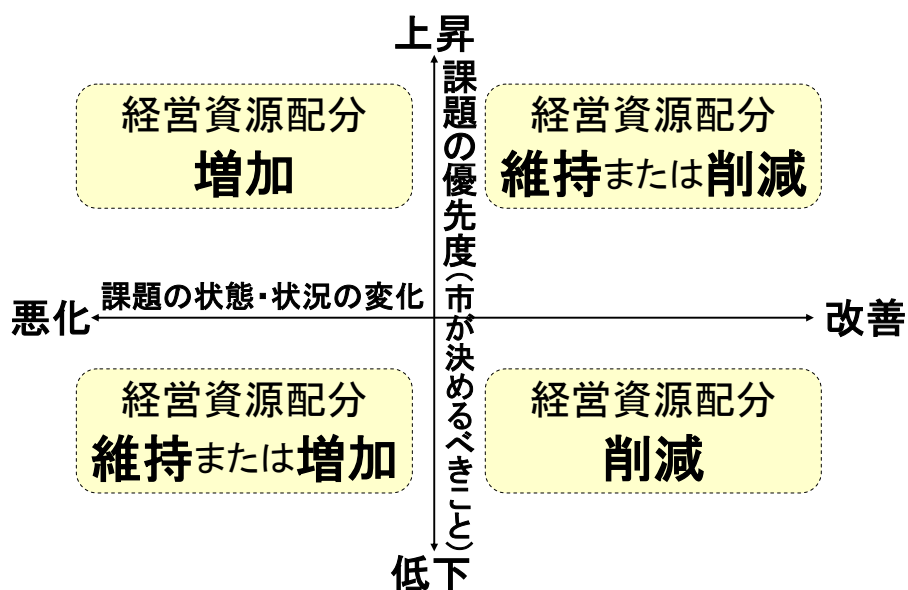 上昇
課題の優先度(市が決めるべきこと)
経営資源配分
増加
経営資源配分
維持または削減
課題の状態・状況の変化
悪化
改善
経営資源配分
維持または増加
経営資源配分
削減
低下